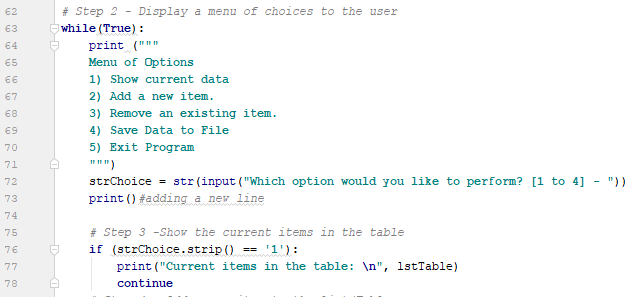 62 # Step 2 - Display a menu of choices to the user
63 while(True):
64 print ("""
65 Menu of Options
66 1) Show current data
67 2) Add a new item.
68 3) Remove an existing item.
69 4) Save Data to File
70 5) Exit Program
71 """)
72 strChoice = str(input("Which option would you like to perform? [1 to 4] - "))
73 print()#adding a new line
74
75 # Step 3 -Show the current items in the table
76 if (strChoice.strip() == '1'):
77 print("Current items in the table: \n", lstTable)
78 continue